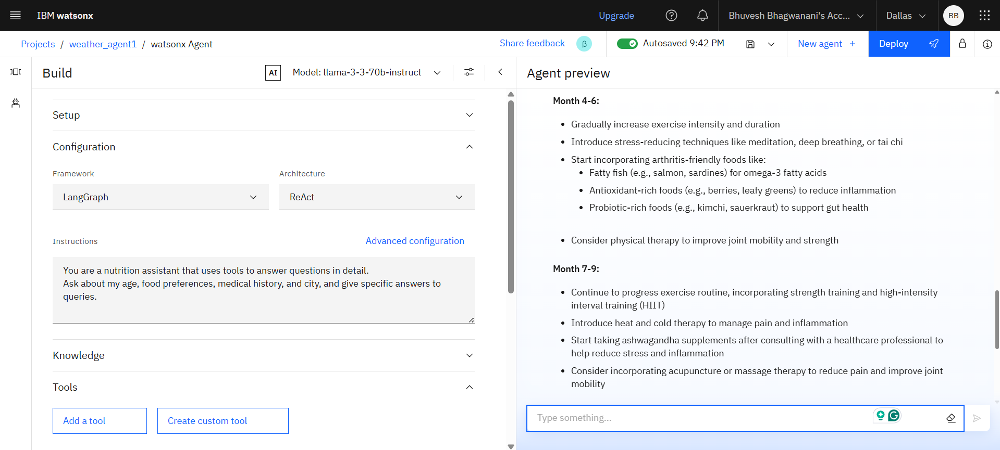 IBM watsonx
Upgrade
Bhuvesh Bhagwanani's Acc...
Dallas
BB
Projects / weather_agent1 / watsonx Agent
Share feedback
β
Autosaved 9:42 PM
New agent +
Deploy
Build
AI
Model: llama-3-3-70b-instruct
Agent preview
Setup
Configuration
Framework
Architecture
LangGraph
ReAct
Instructions
Advanced configuration
You are a nutrition assistant that uses tools to answer questions in detail.
Ask about my age, food preferences, medical history, and city, and give specific answers to
queries.
Knowledge
Tools
Add a tool
Create custom tool
Month 4-6:
• Gradually increase exercise intensity and duration
• Introduce stress-reducing techniques like meditation, deep breathing, or tai chi
• Start incorporating arthritis-friendly foods like:
• Fatty fish (e.g., salmon, sardines) for omega-3 fatty acids
• Antioxidant-rich foods (e.g., berries, leafy greens) to reduce inflammation
• Probiotic-rich foods (e.g., kimchi, sauerkraut) to support gut health
• Consider physical therapy to improve joint mobility and strength
Month 7-9:
• Continue to progress exercise routine, incorporating strength training and high-intensity
interval training (HIIT)
• Introduce heat and cold therapy to manage pain and inflammation
• Start taking ashwagandha supplements after consulting with a healthcare professional to
help reduce stress and inflammation
• Consider incorporating acupuncture or massage therapy to reduce pain and improve joint
mobility
Type something...